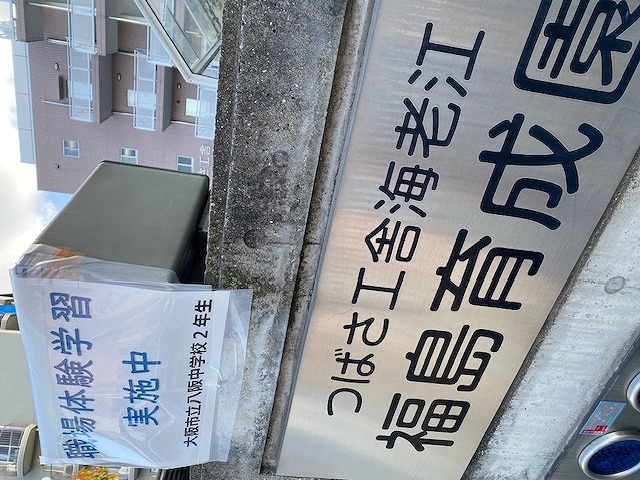 福島育成園
つばさ工舎海老江
職場体験学習
実施中
大阪市立八阪中学校2年生